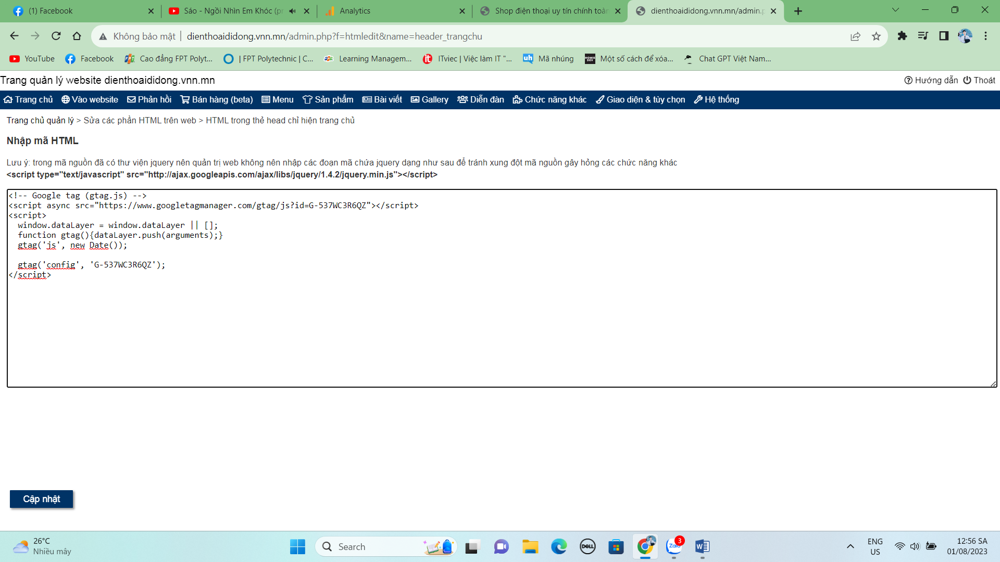 (1) Facebook
Sáo - Ngồi Nhìn Em Khóc (pr
Analytics
Shop điện thoại uy tín chính toàn
dienthoaididong.vnn.mn/admin.p
Không bảo mật
dienthoaididong.vnn.mn/admin.php?f=htmledit&name=header_trangchu
YouTube
Facebook
Cao đẳng FPT Polyt...
| FPT Polytechnic | C...
Learning Managem...
ITviec | Việc làm IT "...
Mã nhúng
Một số cách để xóa...
Chat GPT Việt Nam...
Trang quản lý website dienthoaididong.vnn.mn
Hướng dẫn
Thoát
Trang chủ
Vào website
Phản hồi
Bán hàng (beta)
Menu
Sản phẩm
Bài viết
Gallery
Diễn đàn
Chức năng khác
Giao diện & tùy chọn
Hệ thống
Trang chủ quản lý > Sửa các phần HTML trên web > HTML trong thẻ head chỉ hiện trang chủ
Nhập mã HTML
Lưu ý: trong mã nguồn đã có thư viện jquery nên quản trị web không nên nhập các đoạn mã chứa jquery dạng như sau để tránh xung đột mã nguồn gây hỏng các chức năng khác
<script type="text/javascript" src="http://ajax.googleapis.com/ajax/libs/jquery/1.4.2/jquery.min.js"></script>
<!-- Google tag (gtag.js) -->
<script async src="https://www.googletagmanager.com/gtag/js?id=G-537WC3R6QZ"></script>
<script>
window.dataLayer = window.dataLayer || [];
function gtag(){dataLayer.push(arguments);}
gtag('js', new Date());
gtag('config', 'G-537WC3R6QZ');
</script>
Cập nhật
26°C
Nhiều mây
Search
DELL
Zalo
3
ENG
US
12:56 SA
01/08/2023